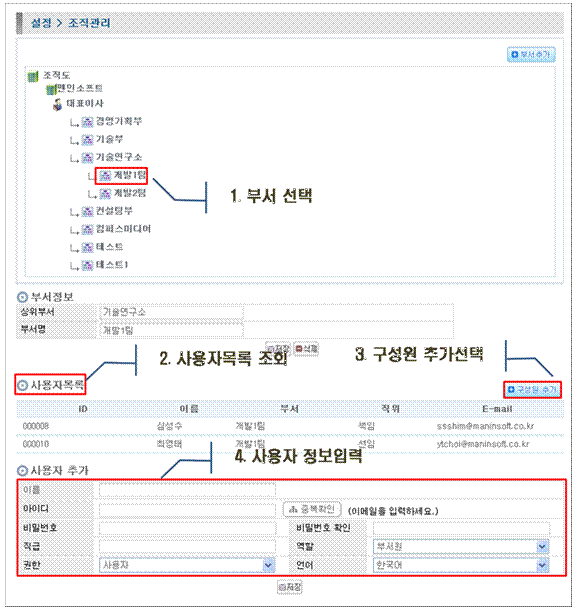 설정 > 조직관리
부서추가
조직도
맨인소프트
대표이사
경영기획부
기술부
기술연구소
개발1팀
개발2팀
1. 부서 선택
컨설팅부
컴퍼스미디어
테스트
테스트1
부서정보
상위부서 기술연구소
부서명 개발1팀
저장 삭제
2. 사용자목록 조회
3. 구성원 추가선택
사용자목록
구성원 추가
ID 이름 부서 직위 E-mail
000008 심성수 개발1팀 책임 ssshim@maninsoft.co.kr
000010 최영태 개발1팀 선임 ytchoi@maninsoft.co.kr
4. 사용자 정보입력
사용자 추가
이름
아이디 중복확인 (이메일을 입력하세요.)
비밀번호 비밀번호 확인
직급 역할 부서원
권한 사용자 언어 한국어
저장